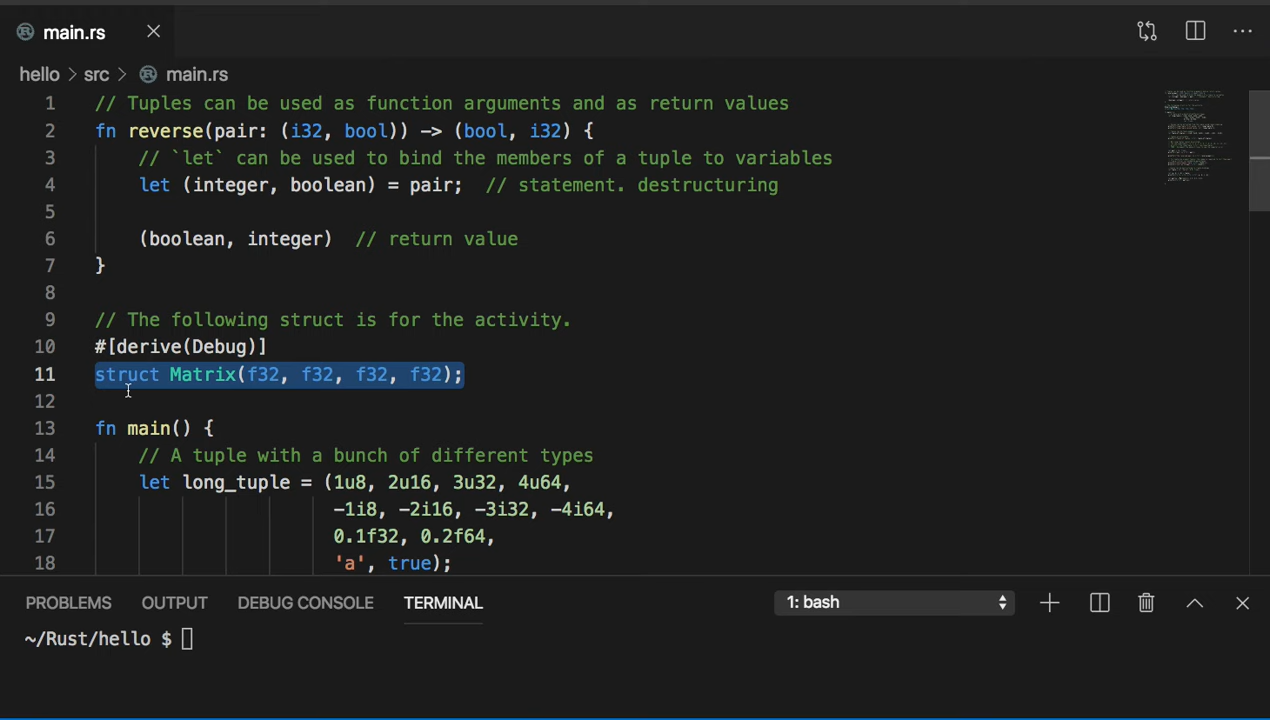 main.rs
hello > src > main.rs
1 // Tuples can be used as function arguments and as return values
2 fn reverse(pair: (i32, bool)) -> (bool, i32) {
3 // `let` can be used to bind the members of a tuple to variables
4 let (integer, boolean) = pair; // statement. destructuring
5
6 (boolean, integer) // return value
7 }
8
9 // The following struct is for the activity.
10 #[derive(Debug)]
11 struct Matrix(f32, f32, f32, f32);
12
13 fn main() {
14 // A tuple with a bunch of different types
15 let long_tuple = (1u8, 2u16, 3u32, 4u64,
16 -1i8, -2i16, -3i32, -4i64,
17 0.1f32, 0.2f64,
18 'a', true);
PROBLEMS OUTPUT DEBUG CONSOLE TERMINAL 1: bash
~/Rust/hello $